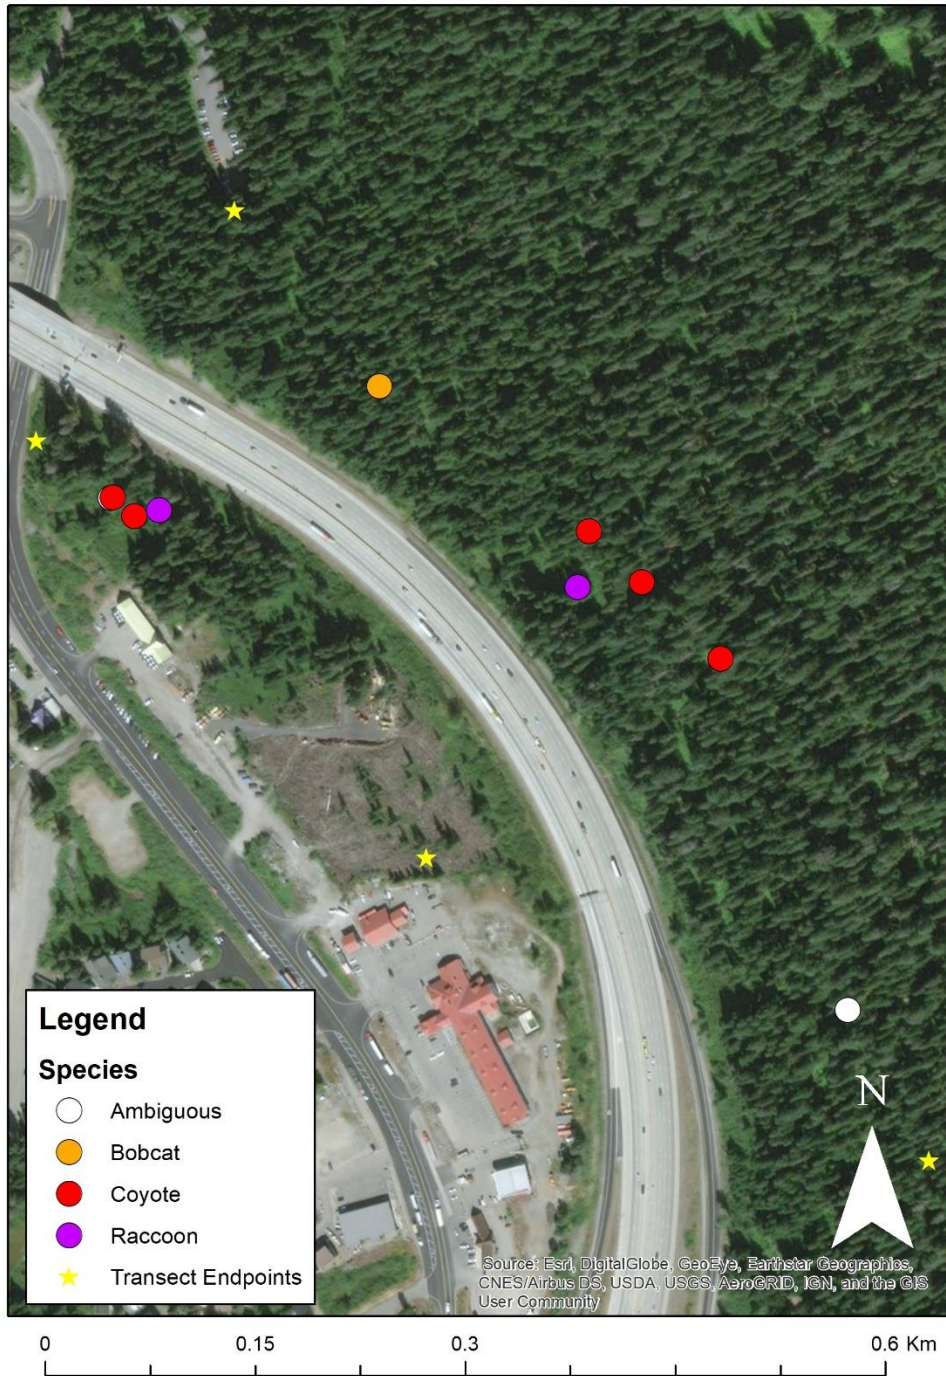 Legend
Species
Ambiguous
Bobcat
Coyote
Raccoon
Transect Endpoints
N
Source: Esri, DigitalGlobe, GeoEye, Earthstar Geographics,
CNES/Airbus DS, USDA, USGS, AeroGRID, IGN, and the GIS
User Community
0 0.15 0.3 0.6 Km